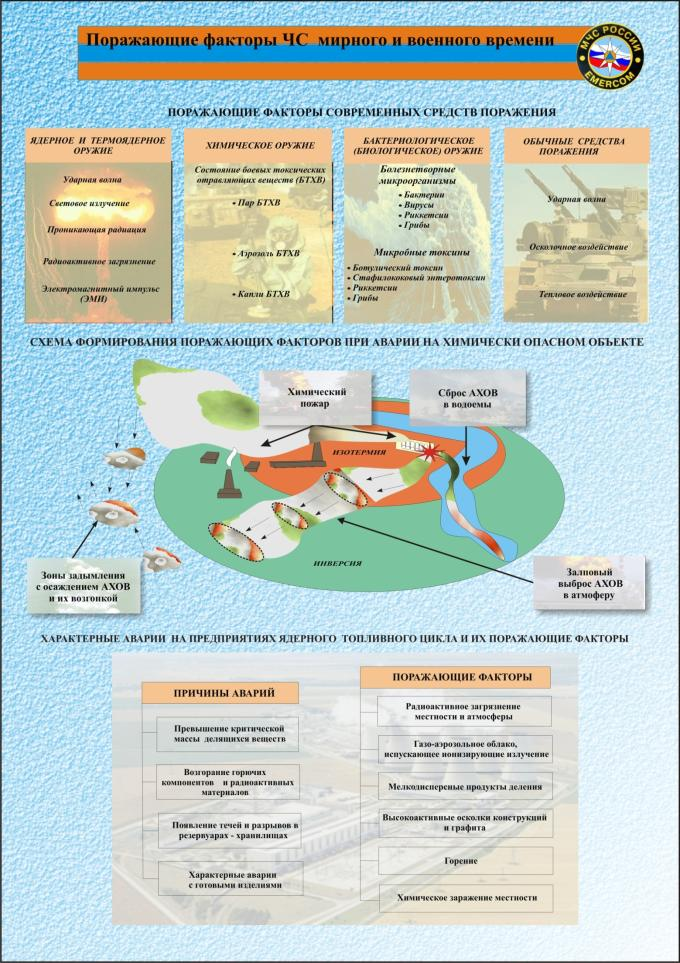 Поражающие факторы ЧС мирного и военного времени
МЧС РОССИИ
EMERCOM
ПОРАЖАЮЩИЕ ФАКТОРЫ СОВРЕМЕННЫХ СРЕДСТВ ПОРАЖЕНИЯ
ЯДЕРНОЕ И ТЕРМОЯДЕРНОЕ
ОРУЖИЕ
Ударная волна
Световое излучение
Проникающая радиация
Радиоактивное загрязнение
Электромагнитный импульс
(ЭМИ)
ХИМИЧЕСКОЕ ОРУЖИЕ
Состояние боевых токсических
отравляющих веществ (БТХВ)
• Пар БТХВ
• Аэрозоль БТХВ
• Капли БТХВ
БАКТЕРИОЛОГИЧЕСКОЕ
(БИОЛОГИЧЕСКОЕ) ОРУЖИЕ
Болезнетворные
микроорганизмы
• Бактерии
• Вирусы
• Риккетсии
• Грибы
Микробные токсины
• Ботулический токсин
• Стафилококовый энтеротоксин
• Риккетсии
• Грибы
ОБЫЧНЫЕ СРЕДСТВА
ПОРАЖЕНИЯ
Ударная волна
Осколочное воздействие
Тепловое воздействие
СХЕМА ФОРМИРОВАНИЯ ПОРАЖАЮЩИХ ФАКТОРОВ ПРИ АВАРИИ НА ХИМИЧЕСКИ ОПАСНОМ ОБЪЕКТЕ
Химический
пожар
Сброс АХОВ
в водоемы
ИЗОТЕРМИЯ
ИНВЕРСИЯ
Зоны задымления
с осаждением АХОВ
и их возгонкой
Залповый
выброс АХОВ
в атмоферу
ХАРАКТЕРНЫЕ АВАРИИ НА ПРЕДПРИЯТИЯХ ЯДЕРНОГО ТОПЛИВНОГО ЦИКЛА И ИХ ПОРАЖАЮЩИЕ ФАКТОРЫ
ПРИЧИНЫ АВАРИЙ
Превышение критической
массы делящихся веществ
Возгорание горючих
компонентов и радиоактивных
материалов
Появление течей и разрывов в
резервуарах - хранилищах
Характерные аварии
с готовыми изделиями
ПОРАЖАЮЩИЕ ФАКТОРЫ
Радиоактивное загрязнение
местности и атмосферы
Газо-аэрозольное облако,
испускающее ионизирующие излучение
Мелкодисперсные продукты деления
Высокоактивные осколки конструкций
и графита
Горение
Химическое заражение местности